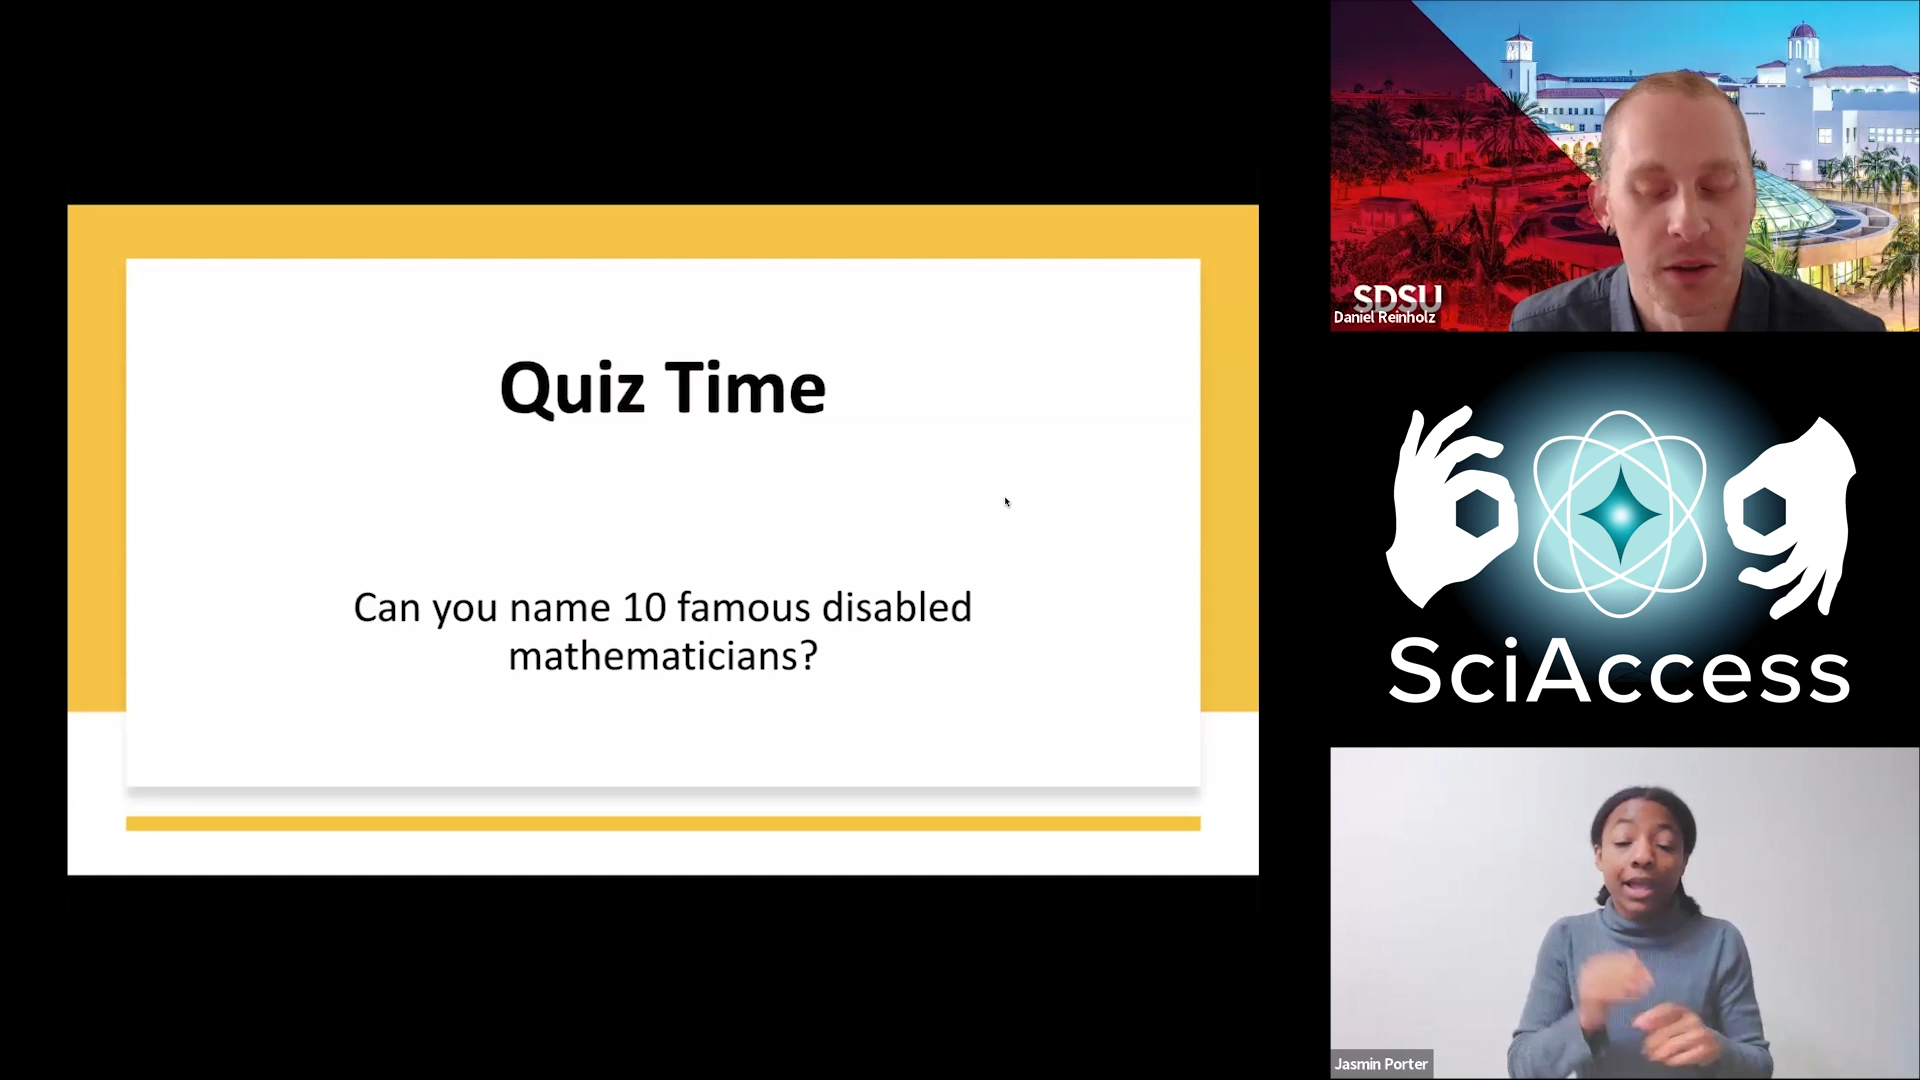 Quiz Time
Can you name 10 famous disabled
mathematicians?
SDSU
Daniel Reinholz
SciAccess
Jasmin Porter